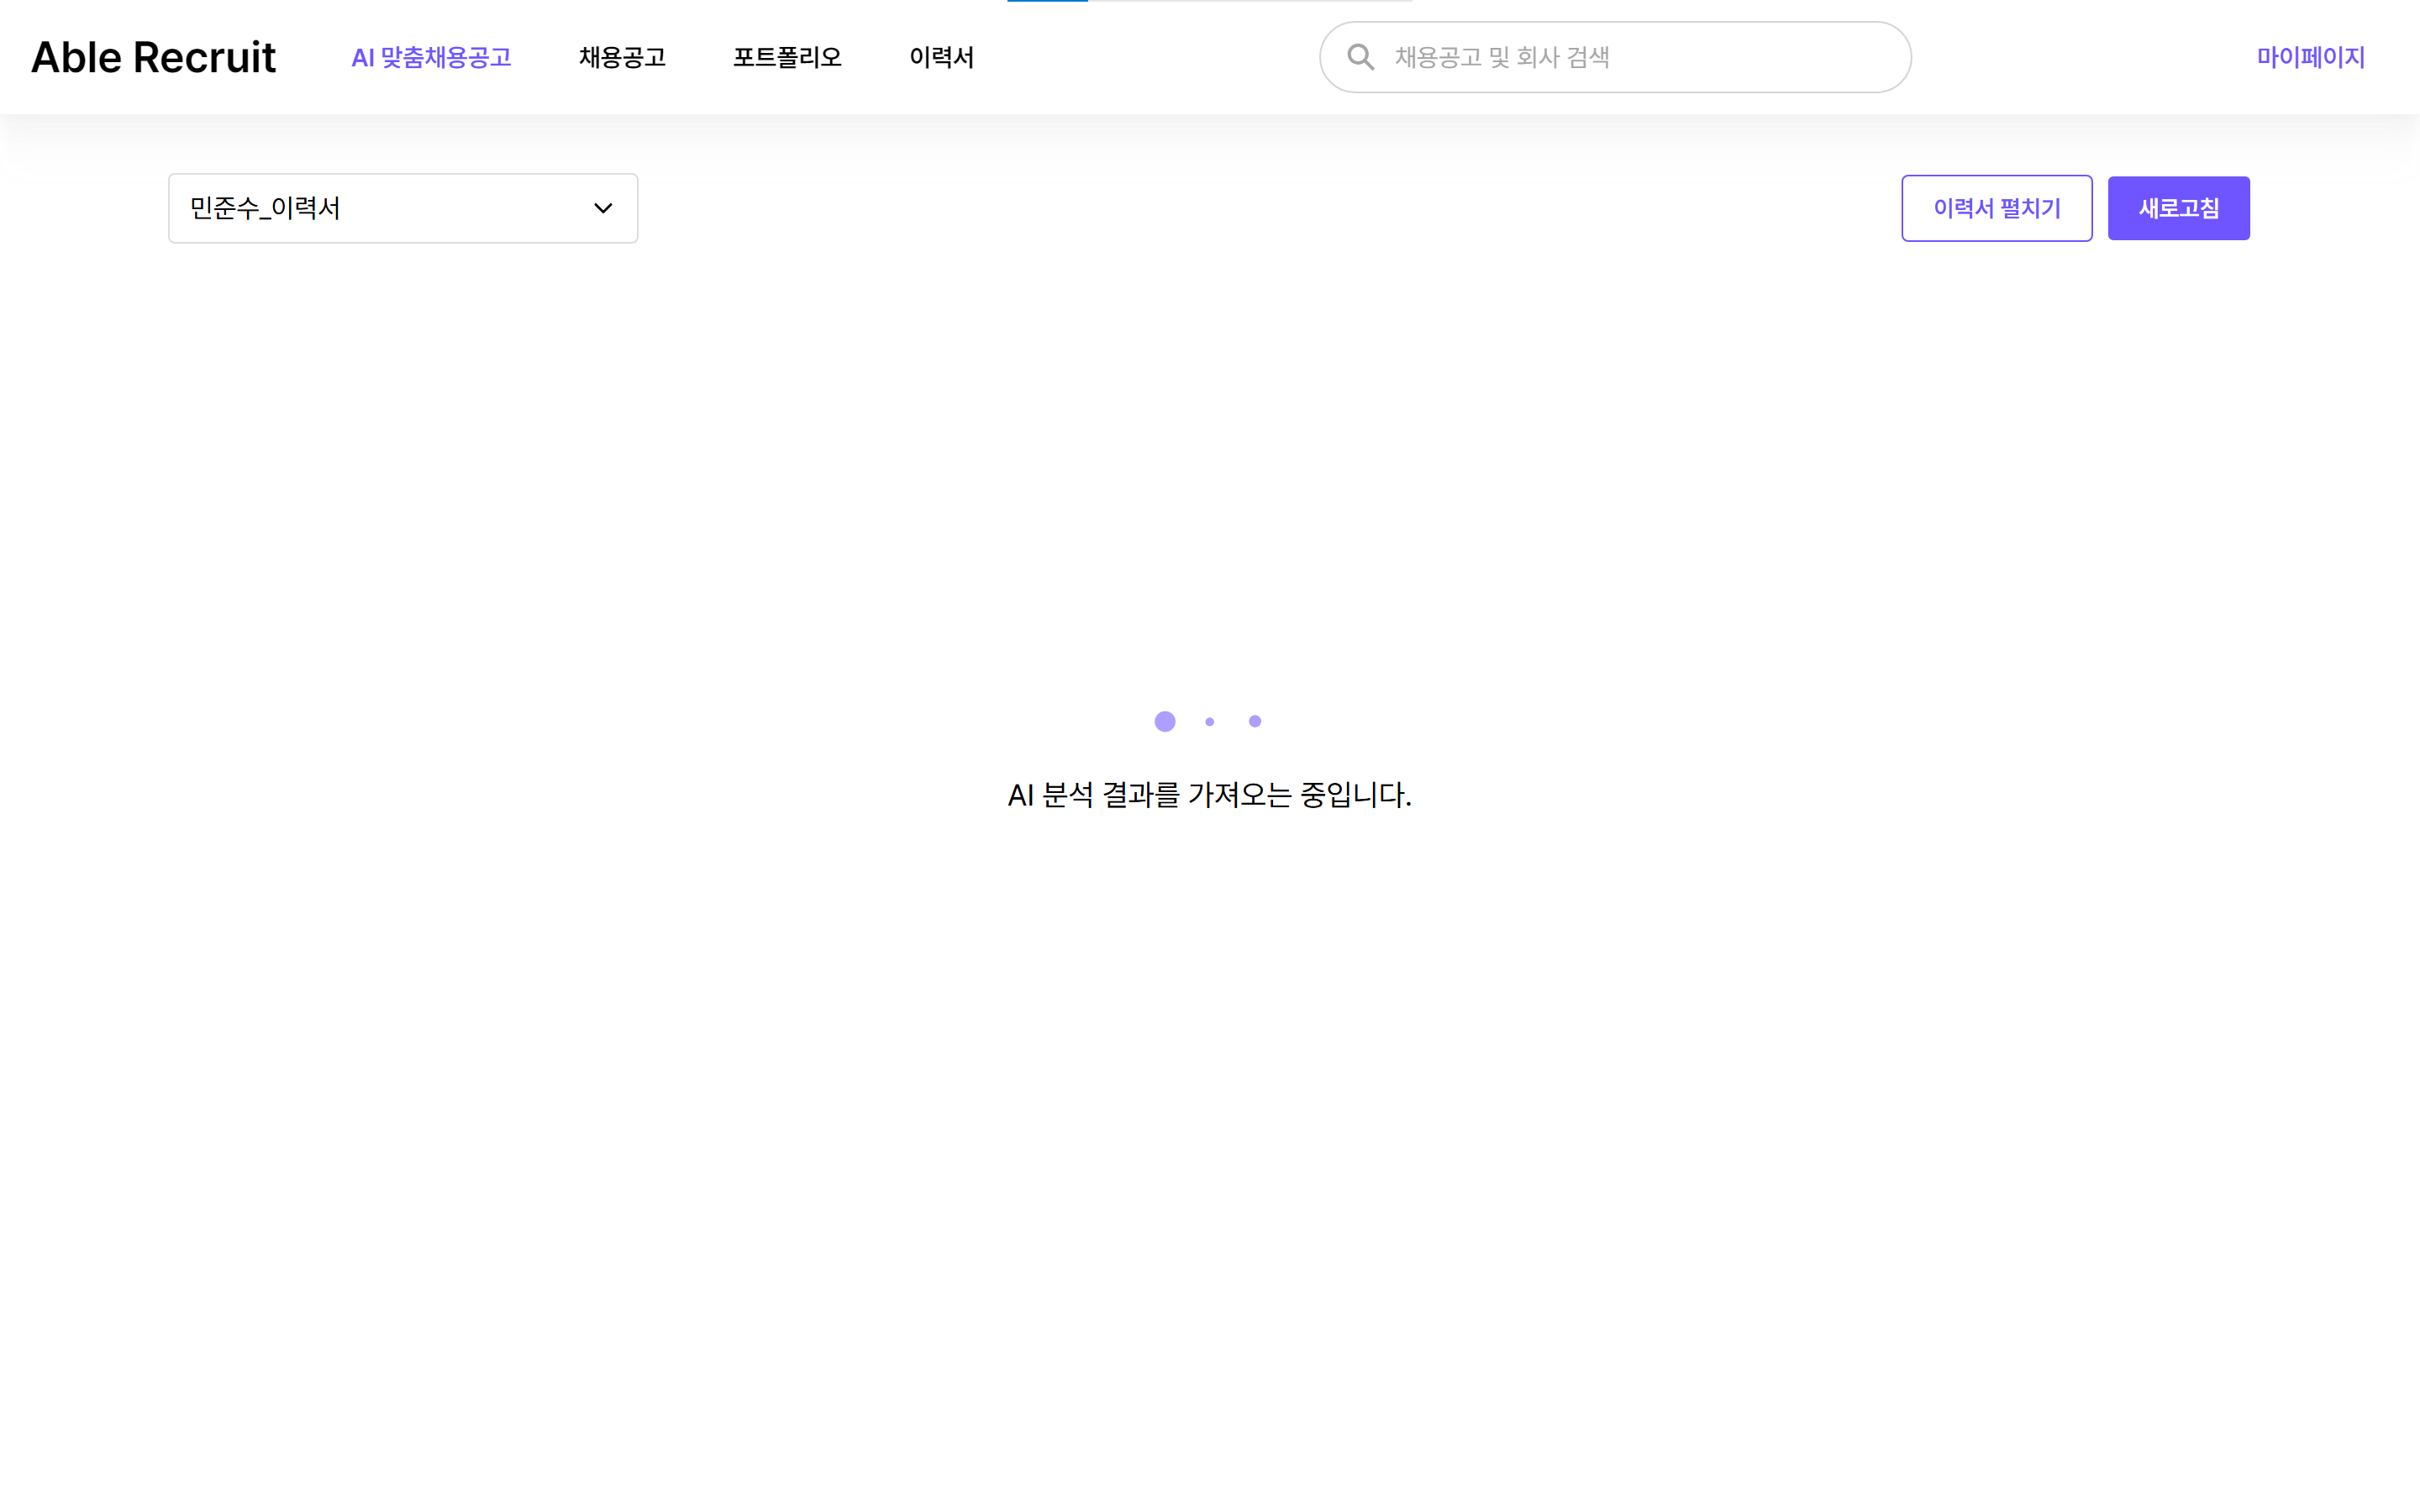 Able Recruit
AI 맞춤채용공고
채용공고
포트폴리오
이력서
채용공고 및 회사 검색
마이페이지
민준수_이력서
이력서 펼치기
새로고침
AI 분석 결과를 가져오는 중입니다.